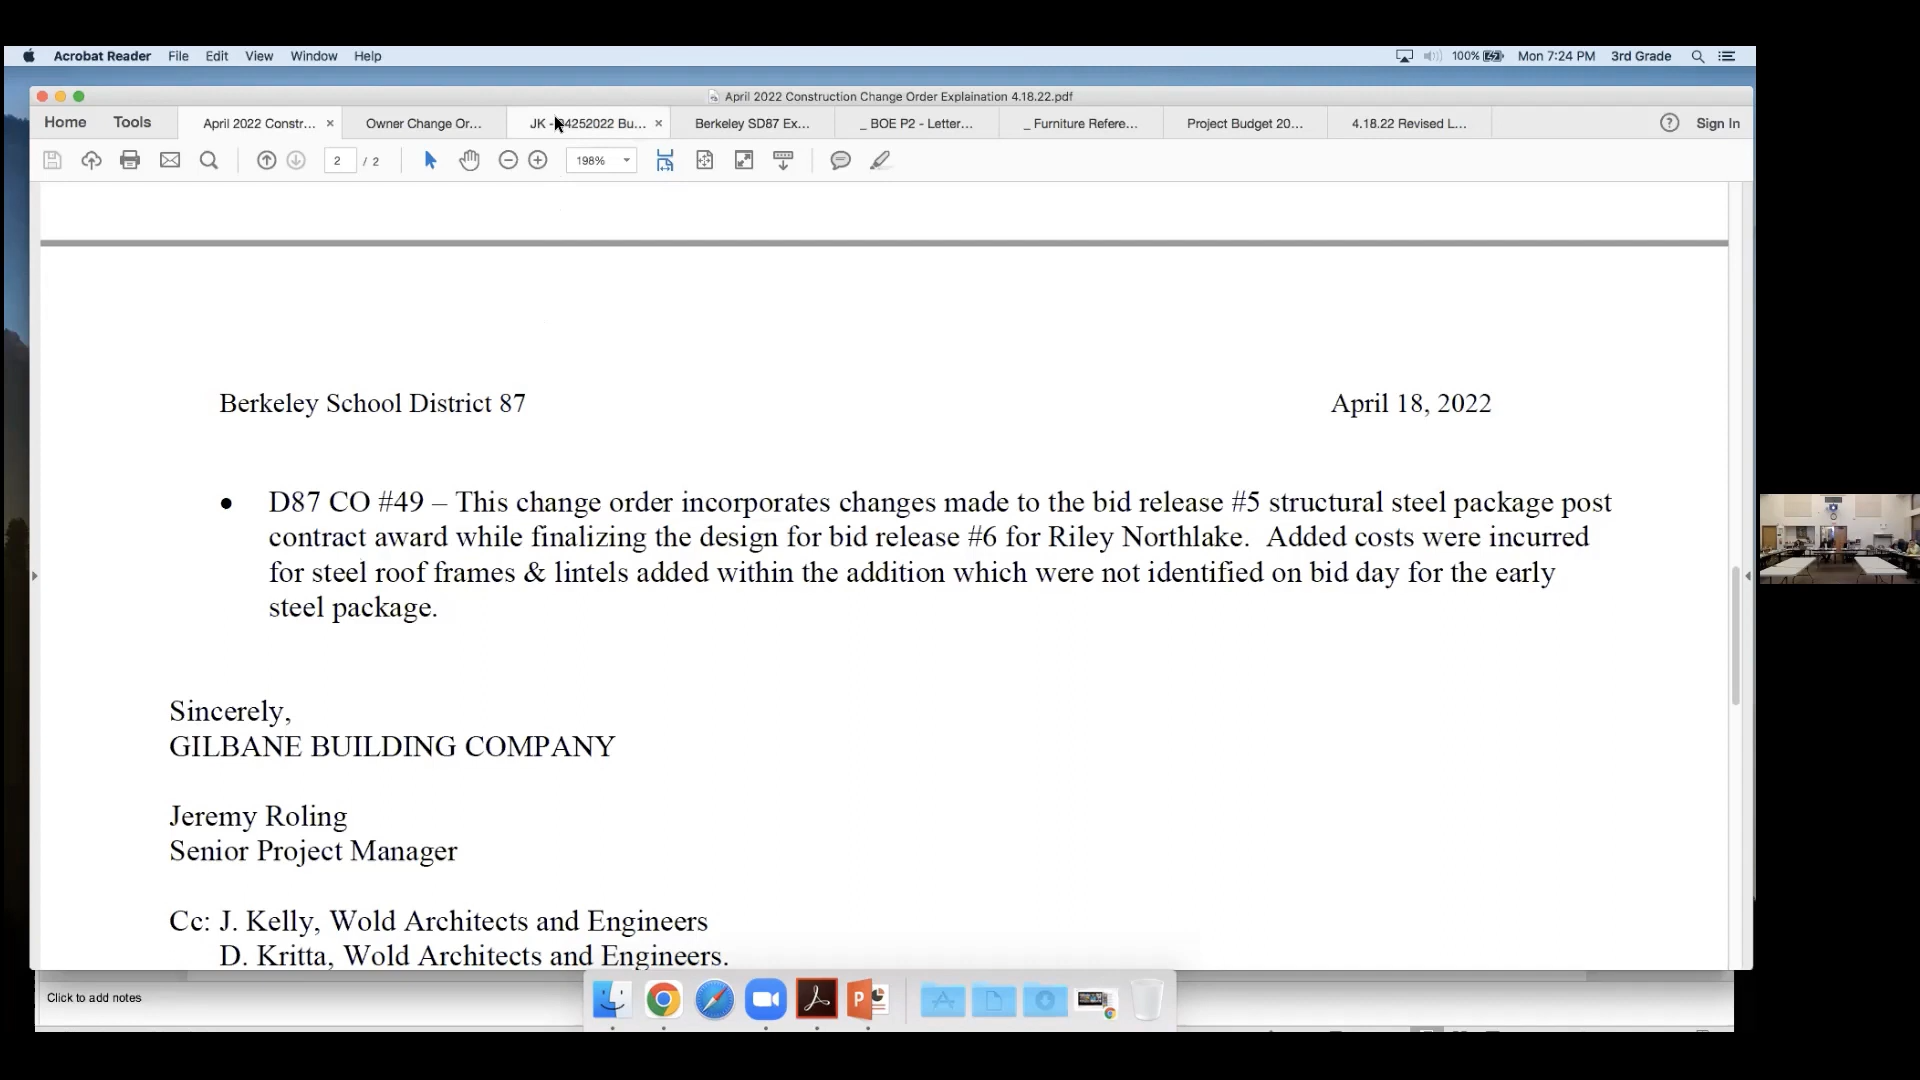 Acrobat Reader File Edit View Window Help 100% Mon 7:24 PM 3rd Grade
April 2022 Construction Change Order Explaination 4.18.22.pdf
Home Tools April 2022 Constr... × Owner Change Or... JK - 04252022 Bu... × Berkeley SD87 Ex... _ BOE P2 - Letter... _ Furniture Refere... Project Budget 20... 4.18.22 Revised L... ? Sign In
2 / 2 198%
Berkeley School District 87 April 18, 2022
• D87 CO #49 – This change order incorporates changes made to the bid release #5 structural steel package post
contract award while finalizing the design for bid release #6 for Riley Northlake. Added costs were incurred
for steel roof frames & lintels added within the addition which were not identified on bid day for the early
steel package.
Sincerely,
GILBANE BUILDING COMPANY
Jeremy Roling
Senior Project Manager
Cc: J. Kelly, Wold Architects and Engineers
D. Kritta, Wold Architects and Engineers.
Click to add notes